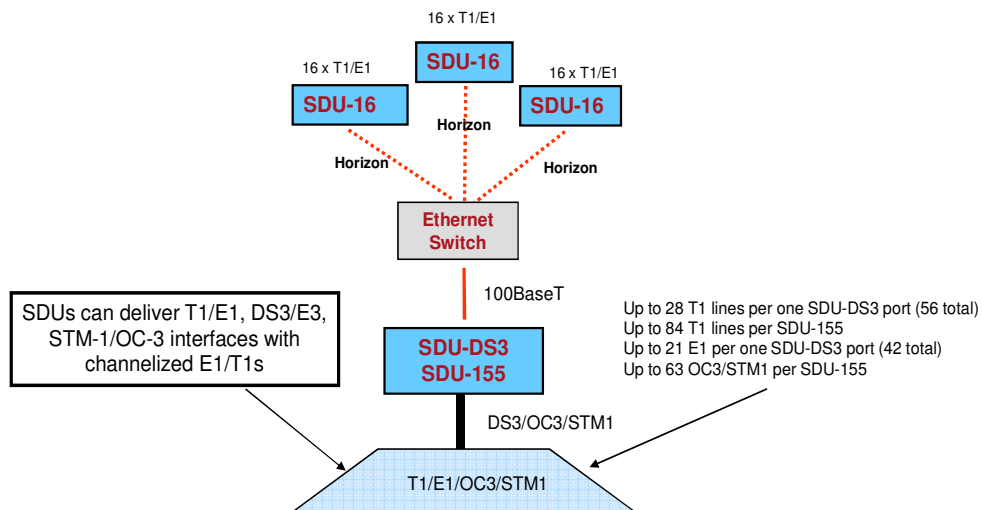 16 x T1/E1
SDU-16
16 x T1/E1
SDU-16
16 x T1/E1
SDU-16
Horizon
Horizon
Horizon
Ethernet
Switch
100BaseT
SDUs can deliver T1/E1, DS3/E3,
STM-1/OC-3 interfaces with
channelized E1/T1s
Up to 28 T1 lines per one SDU-DS3 port (56 total)
Up to 84 T1 lines per SDU-155
Up to 21 E1 per one SDU-DS3 port (42 total)
Up to 63 OC3/STM1 per SDU-155
SDU-DS3
SDU-155
DS3/OC3/STM1
T1/E1/OC3/STM1